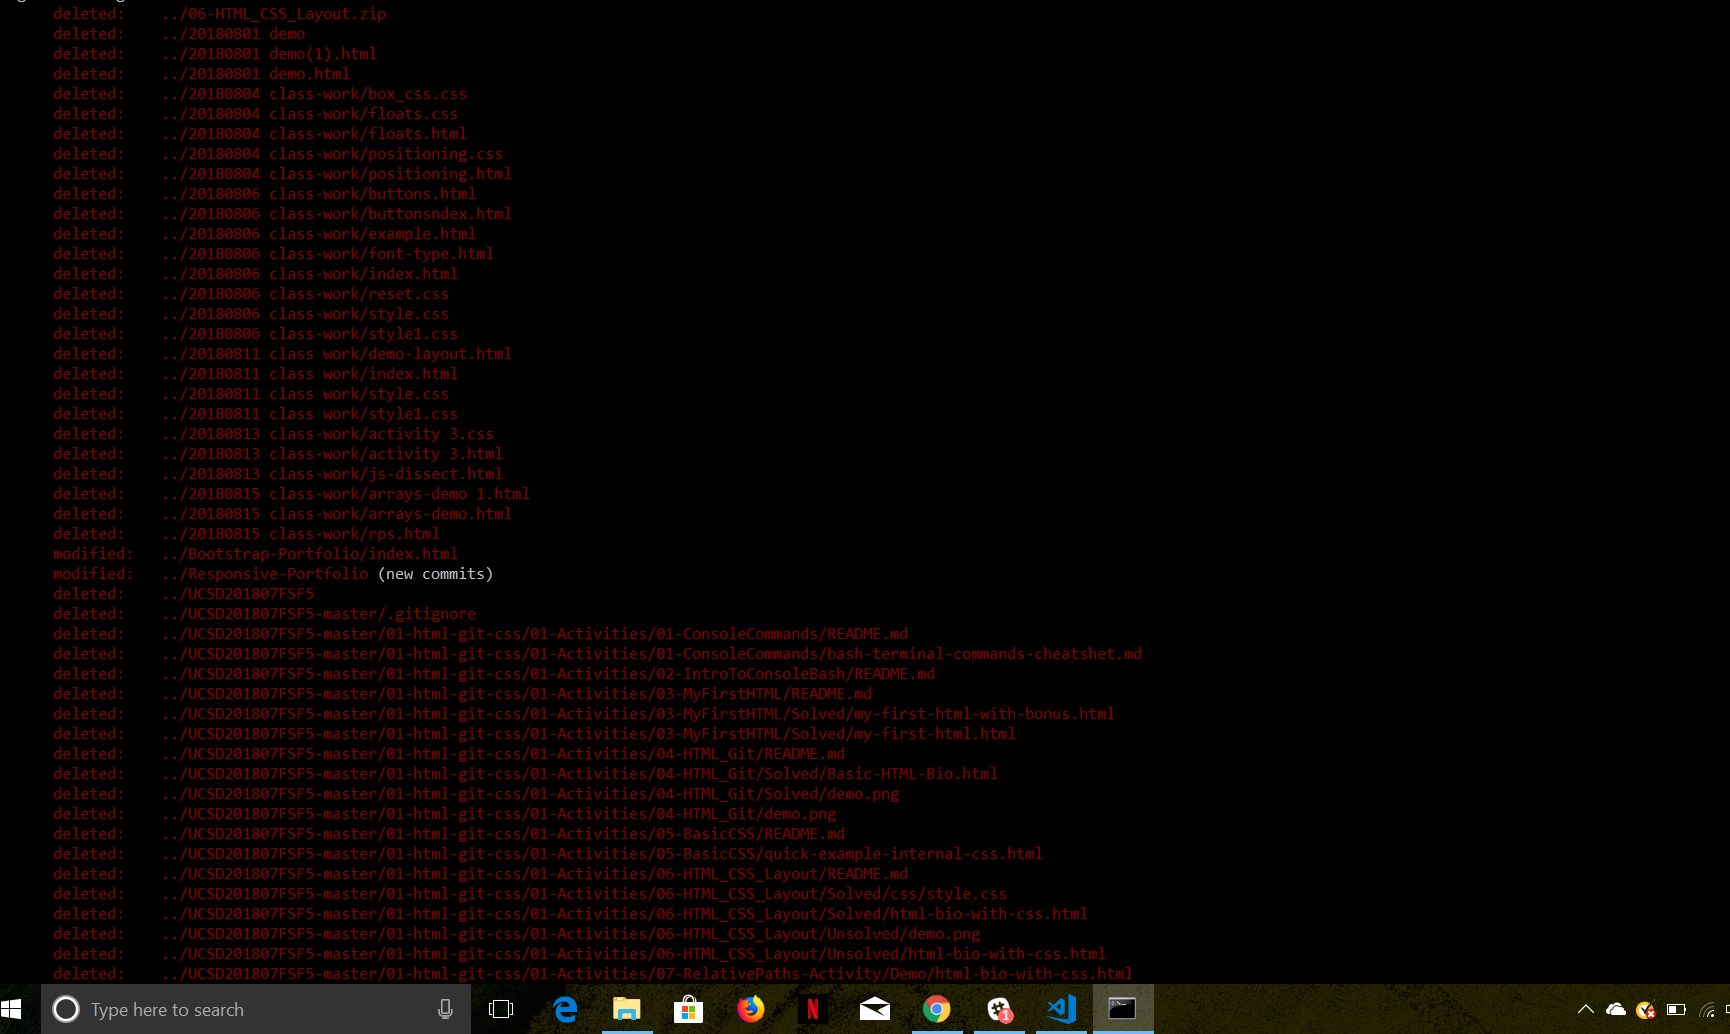 deleted:    ../06-HTML_CSS_Layout.zip
deleted:    ../20180801 demo
deleted:    ../20180801 demo(1).html
deleted:    ../20180801 demo.html
deleted:    ../20180804 class-work/box_css.css
deleted:    ../20180804 class-work/floats.css
deleted:    ../20180804 class-work/floats.html
deleted:    ../20180804 class-work/positioning.css
deleted:    ../20180804 class-work/positioning.html
deleted:    ../20180806 class-work/buttons.html
deleted:    ../20180806 class-work/buttonsndex.html
deleted:    ../20180806 class-work/example.html
deleted:    ../20180806 class-work/font-type.html
deleted:    ../20180806 class-work/index.html
deleted:    ../20180806 class-work/reset.css
deleted:    ../20180806 class-work/style.css
deleted:    ../20180806 class-work/style1.css
deleted:    ../20180811 class work/demo-layout.html
deleted:    ../20180811 class work/index.html
deleted:    ../20180811 class work/style.css
deleted:    ../20180811 class work/style1.css
deleted:    ../20180813 class-work/activity 3.css
deleted:    ../20180813 class-work/activity 3.html
deleted:    ../20180813 class-work/js-dissect.html
deleted:    ../20180815 class-work/arrays-demo 1.html
deleted:    ../20180815 class-work/arrays-demo.html
deleted:    ../20180815 class-work/rps.html
modified:   ../Bootstrap-Portfolio/index.html
modified:   ../Responsive-Portfolio (new commits)
deleted:    ../UCSD201807FSF5
deleted:    ../UCSD201807FSF5-master/.gitignore
deleted:    ../UCSD201807FSF5-master/01-html-git-css/01-Activities/01-ConsoleCommands/README.md
deleted:    ../UCSD201807FSF5-master/01-html-git-css/01-Activities/01-ConsoleCommands/bash-terminal-commands-cheatshet.md
deleted:    ../UCSD201807FSF5-master/01-html-git-css/01-Activities/02-IntroToConsoleBash/README.md
deleted:    ../UCSD201807FSF5-master/01-html-git-css/01-Activities/03-MyFirstHTML/README.md
deleted:    ../UCSD201807FSF5-master/01-html-git-css/01-Activities/03-MyFirstHTML/Solved/my-first-html-with-bonus.html
deleted:    ../UCSD201807FSF5-master/01-html-git-css/01-Activities/03-MyFirstHTML/Solved/my-first-html.html
deleted:    ../UCSD201807FSF5-master/01-html-git-css/01-Activities/04-HTML_Git/README.md
deleted:    ../UCSD201807FSF5-master/01-html-git-css/01-Activities/04-HTML_Git/Solved/Basic-HTML-Bio.html
deleted:    ../UCSD201807FSF5-master/01-html-git-css/01-Activities/04-HTML_Git/Solved/demo.png
deleted:    ../UCSD201807FSF5-master/01-html-git-css/01-Activities/04-HTML_Git/demo.png
deleted:    ../UCSD201807FSF5-master/01-html-git-css/01-Activities/05-BasicCSS/README.md
deleted:    ../UCSD201807FSF5-master/01-html-git-css/01-Activities/05-BasicCSS/quick-example-internal-css.html
deleted:    ../UCSD201807FSF5-master/01-html-git-css/01-Activities/06-HTML_CSS_Layout/README.md
deleted:    ../UCSD201807FSF5-master/01-html-git-css/01-Activities/06-HTML_CSS_Layout/Solved/css/style.css
deleted:    ../UCSD201807FSF5-master/01-html-git-css/01-Activities/06-HTML_CSS_Layout/Solved/html-bio-with-css.html
deleted:    ../UCSD201807FSF5-master/01-html-git-css/01-Activities/06-HTML_CSS_Layout/Unsolved/demo.png
deleted:    ../UCSD201807FSF5-master/01-html-git-css/01-Activities/06-HTML_CSS_Layout/Unsolved/html-bio-with-css.html
deleted:    ../UCSD201807FSF5-master/01-html-git-css/01-Activities/07-RelativePaths-Activity/Demo/html-bio-with-css.html
Type here to search
N
1